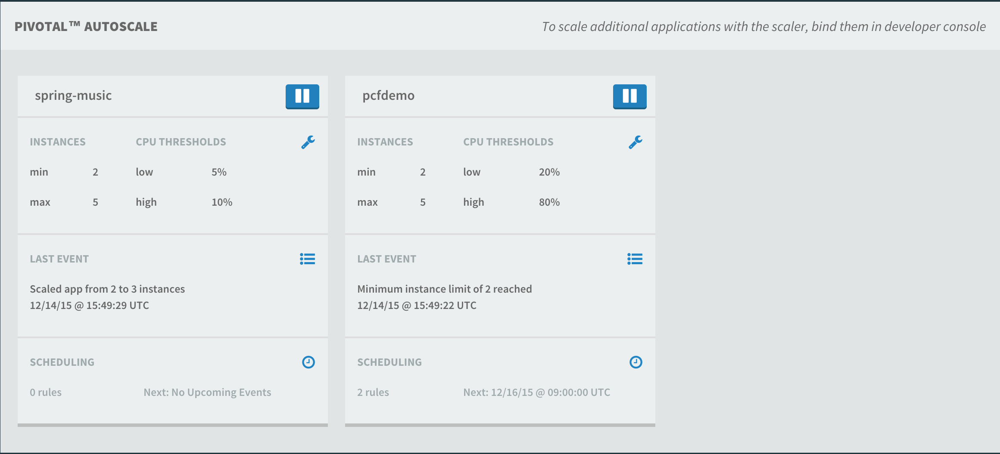 PIVOTAL™ AUTOSCALE
To scale additional applications with the scaler, bind them in developer console
spring-music
INSTANCES CPU THRESHOLDS
min 2 low 5%
max 5 high 10%
LAST EVENT
Scaled app from 2 to 3 instances
12/14/15 @ 15:49:29 UTC
SCHEDULING
0 rules Next: No Upcoming Events
pcfdemo
INSTANCES CPU THRESHOLDS
min 2 low 20%
max 5 high 80%
LAST EVENT
Minimum instance limit of 2 reached
12/14/15 @ 15:49:22 UTC
SCHEDULING
2 rules Next: 12/16/15 @ 09:00:00 UTC